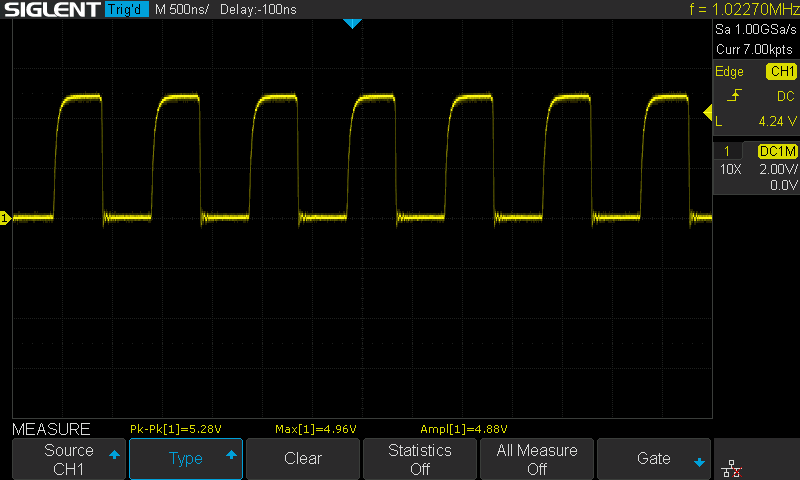 SIGLENT Trig'd M 500ns/ Delay:-100ns f = 1.02270MHz
Sa 1.00GSa/s
Curr 7.00kpts
Edge CH1
DC
L 4.24 V
1 DC1M
10X 2.00V/
0.0V
1
MEASURE Pk-Pk[1]=5.28V Max[1]=4.96V Ampl[1]=4.88V
Source
CH1
Type
Clear
Statistics
Off
All Measure
Off
Gate